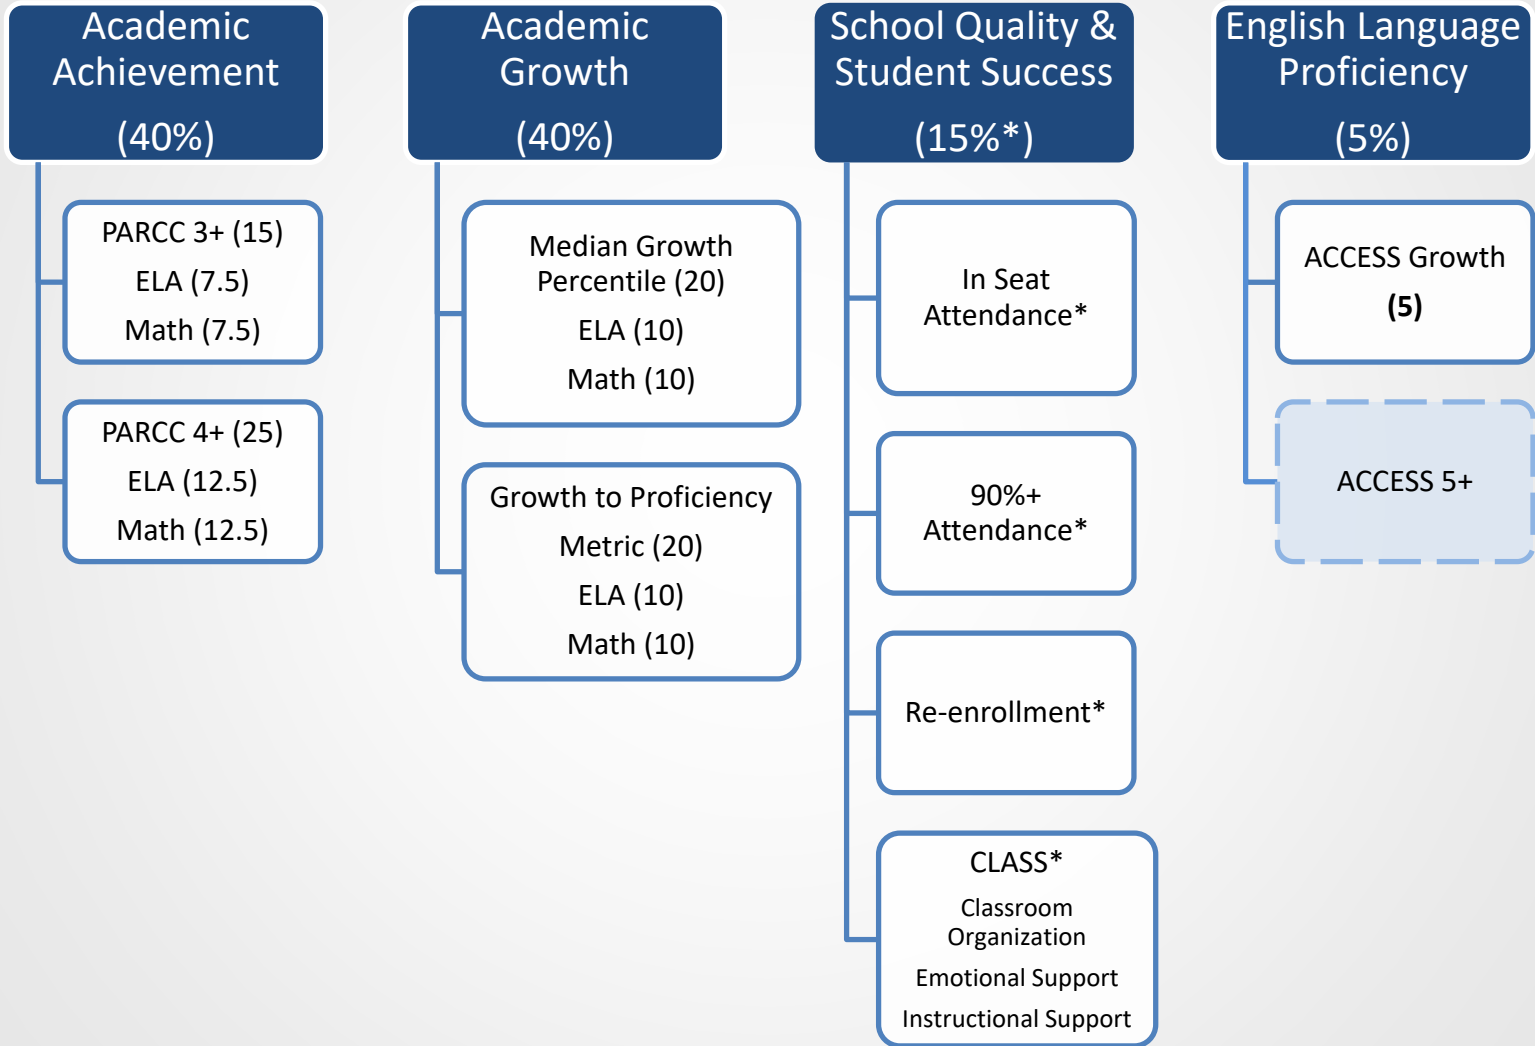 Academic
Achievement
(40%)
PARCC 3+ (15)
ELA (7.5)
Math (7.5)
PARCC 4+ (25)
ELA (12.5)
Math (12.5)
Academic
Growth
(40%)
Median Growth
Percentile (20)
ELA (10)
Math (10)
Growth to Proficiency
Metric (20)
ELA (10)
Math (10)
School Quality &
Student Success
(15%*)
In Seat
Attendance*
90%+
Attendance*
Re-enrollment*
CLASS*
Classroom
Organization
Emotional Support
Instructional Support
English Language
Proficiency
(5%)
ACCESS Growth
(5)
ACCESS 5+